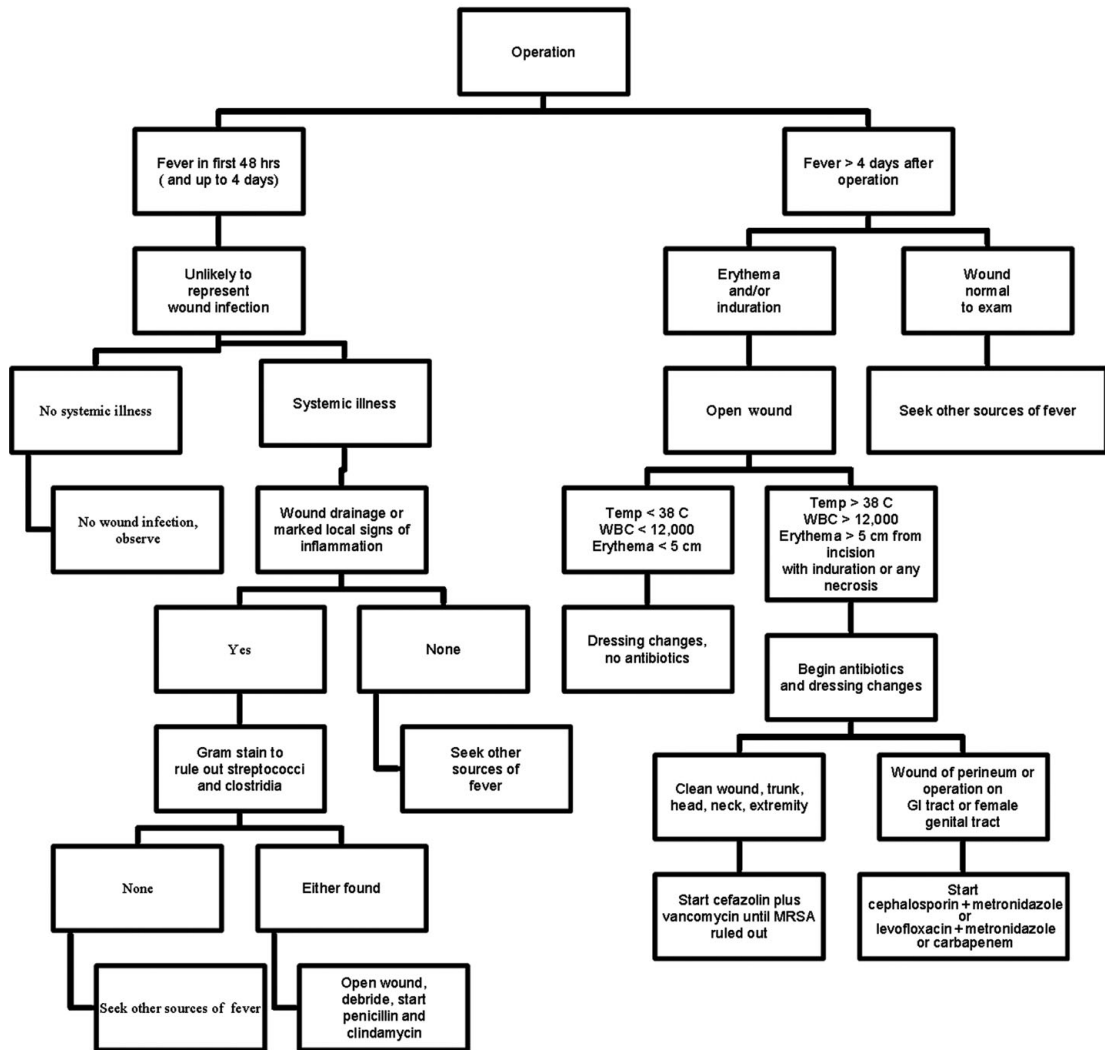 Operation
Fever in first 48 hrs
( and up to 4 days)
Unlikely to
represent
wound infection
No systemic illness
No wound infection,
observe
Systemic illness
Wound drainage or
marked local signs of
inflammation
Yes
Gram stain to
rule out streptococci
and clostridia
None
Seek other sources of fever
Either found
Open wound,
debride, start
penicillin and
clindamycin
None
Seek other
sources of
fever
Fever > 4 days after
operation
Erythema
and/or
induration
Open wound
Temp < 38 C
WBC < 12,000
Erythema < 5 cm
Dressing changes,
no antibiotics
Temp > 38 C
WBC > 12,000
Erythema > 5 cm from
incision
with induration or any
necrosis
Begin antibiotics
and dressing changes
Clean wound, trunk,
head, neck, extremity
Start cefazolin plus
vancomycin until MRSA
ruled out
Wound of perineum or
operation on
GI tract or female
genital tract
Start
cephalosporin + metronidazole
or
levofloxacin + metronidazole
or carbapenem
Wound
normal
to exam
Seek other sources of fever